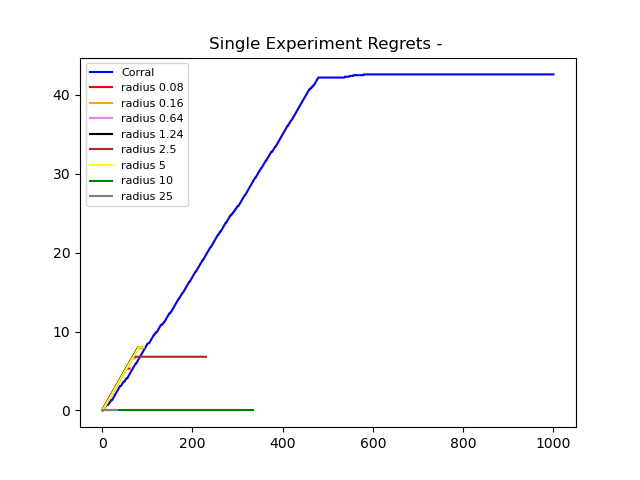 Single Experiment Regrets -
Corral
radius 0.08
radius 0.16
radius 0.64
radius 1.24
radius 2.5
radius 5
radius 10
radius 25
40
30
20
10
0
0 200 400 600 800 1000